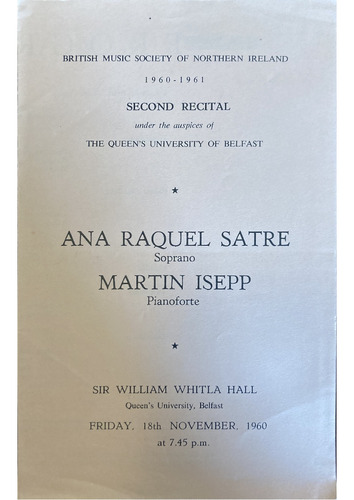 BRITISH MUSIC SOCIETY OF NORTHERN IRELAND
1960-1961
SECOND RECITAL
under the auspices of
THE QUEEN'S UNIVERSITY OF BELFAST
★
ANA RAQUEL SATRE
Soprano
MARTIN ISEPP
Pianoforte
★
SIR WILLIAM WHITLA HALL
Queen's University, Belfast
FRIDAY, 18th NOVEMBER, 1960
at 7.45 p.m.